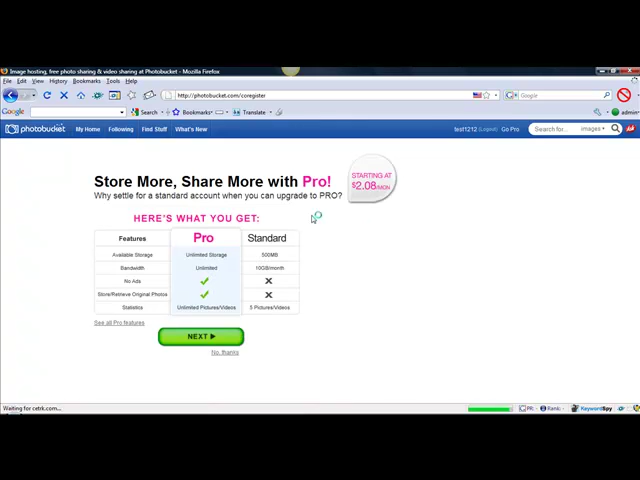 Image hosting, free photo sharing & video sharing at Photobucket - Mozilla Firefox
File Edit View History Bookmarks Tools Help
http://photobucket.com/coregister
Google
Google Search Bookmarks Translate admin
photobucket My Home Following Find Stuff What's New test1212 (Logout) Go Pro Search for... images
Store More, Share More with Pro!
STARTING AT
$2.08/MON
Why settle for a standard account when you can upgrade to PRO?
HERE'S WHAT YOU GET:
Features Pro Standard
Available Storage Unlimited Storage 500MB
Bandwidth Unlimited 10GB/month
No Ads
Store/Retrieve Original Photos
Statistics Unlimited Pictures/Videos 5 Pictures/Videos
See all Pro features
NEXT
No, thanks
Waiting for cetrk.com... PR: Rank: KeywordSpy